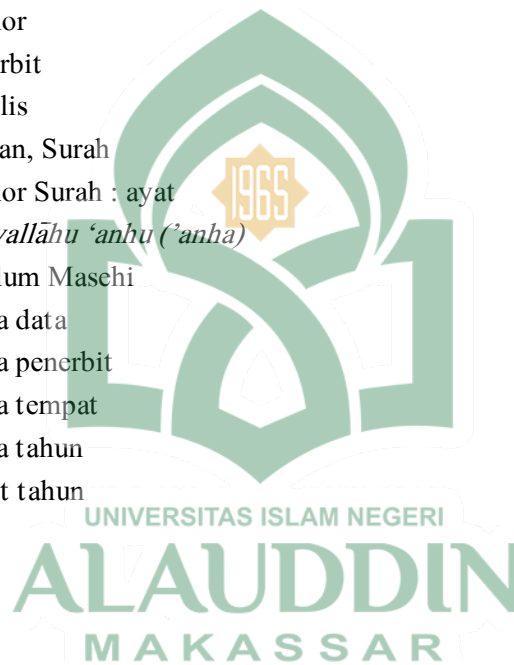 or
rbit
lis
an, Surah
or Surah : ayat
vallāhu ‘anhu (’anha)
lum Masehi
a data
a penerbit
a tempat
a tahun
t tahun
1965
UNIVERSITAS ISLAM NEGERI
ALAUDDIN
MAKASSAR